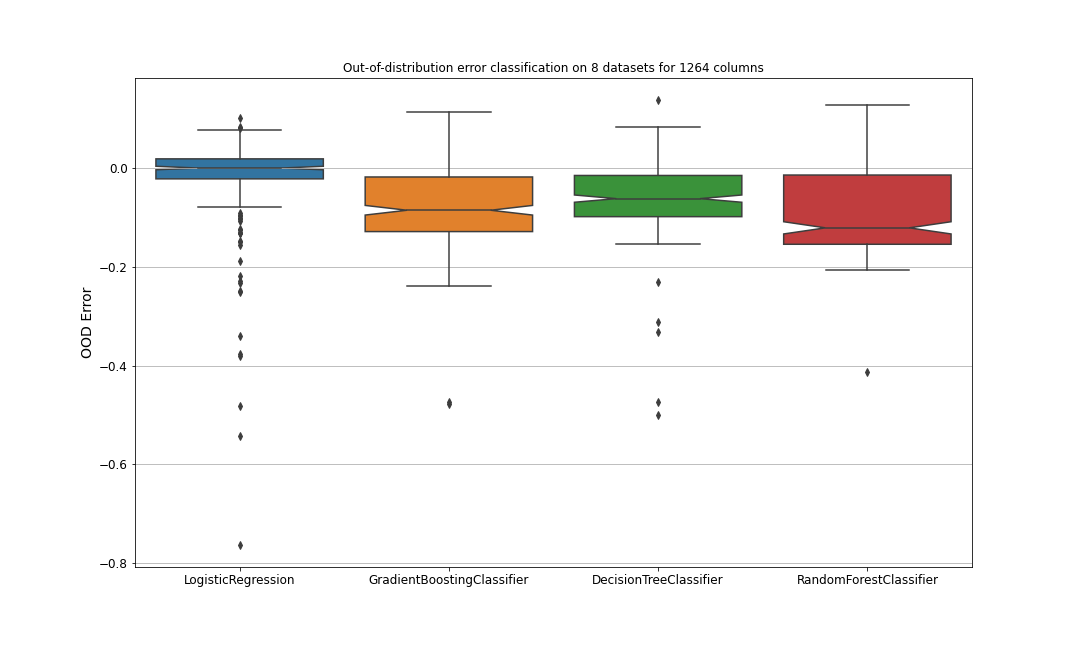 Out-of-distribution error classification on 8 datasets for 1264 columns
OOD Error
0.0
−0.2
−0.4
−0.6
−0.8
LogisticRegression
GradientBoostingClassifier
DecisionTreeClassifier
RandomForestClassifier